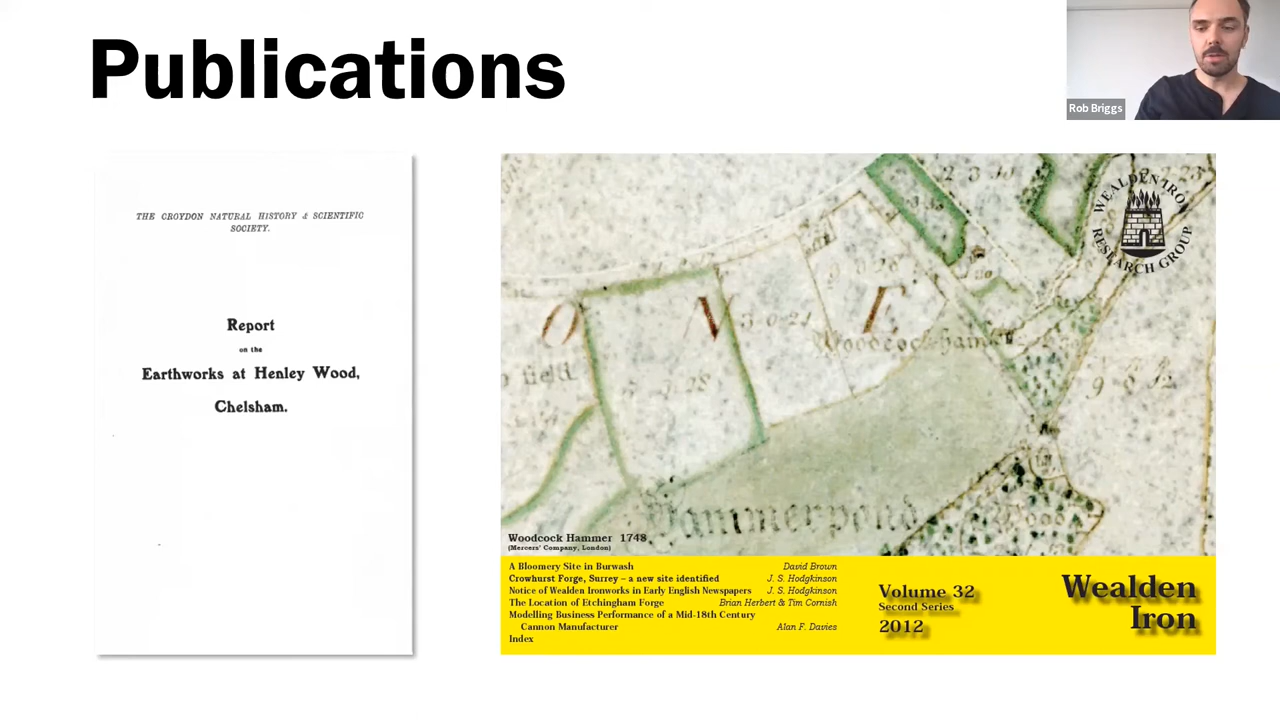 Publications
Rob Briggs
THE CROYDON NATURAL HISTORY & SCIENTIFIC
SOCIETY.
Report
on the
Earthworks at Henley Wood,
Chelsham.
WEALDEN IRON
RESEARCH GROUP
O N E
Woodcock-hammer
Hammerpond
Woodcock Hammer 1748
(Mercers' Company, London)
A Bloomery Site in Burwash David Brown
Crowhurst Forge, Surrey – a new site identified J. S. Hodgkinson
Notice of Wealden Ironworks in Early English Newspapers J. S. Hodgkinson
The Location of Etchingham Forge Brian Herbert & Tim Cornish
Modelling Business Performance of a Mid-18th Century
Cannon Manufacturer Alan F. Davies
Index
Volume 32
Second Series
2012
Wealden
Iron